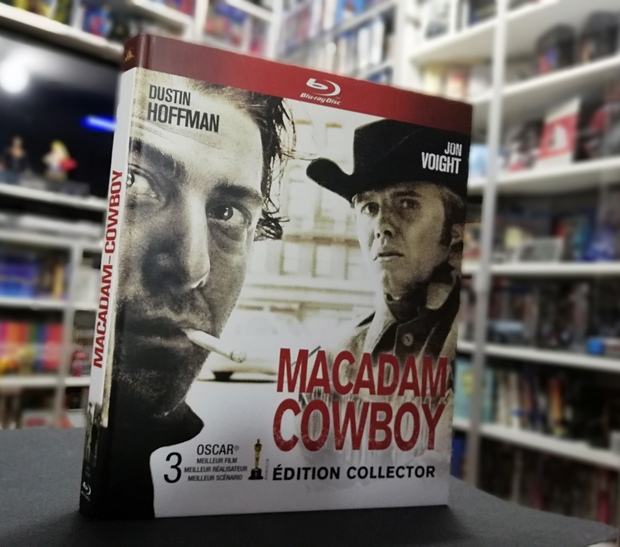 Blu-ray Disc
DUSTIN
HOFFMAN
JON
VOIGHT
MACADAM-COWBOY
MACADAM
COWBOY
3
OSCAR®
MEILLEUR FILM
MEILLEUR RÉALISATEUR
MEILLEUR SCÉNARIO
ÉDITION COLLECTOR